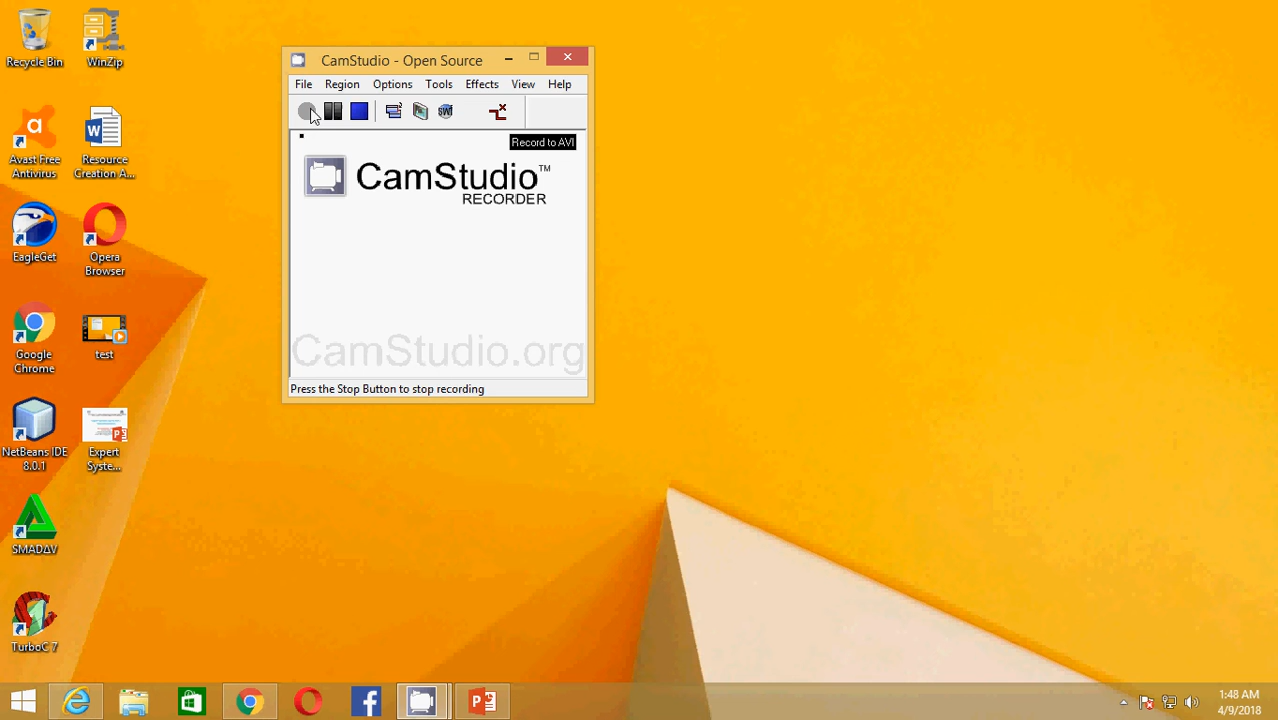 Recycle Bin
WinZip
Avast Free
Antivirus
Resource
Creation A...
EagleGet
Opera
Browser
Google
Chrome
test
NetBeans IDE
8.0.1
Expert
Syste...
SMADΔV
TurboC 7
CamStudio - Open Source
File Region Options Tools Effects View Help
Record to AVI
CamStudio™
RECORDER
CamStudio.org
Press the Stop Button to stop recording
1:48 AM
4/9/2018